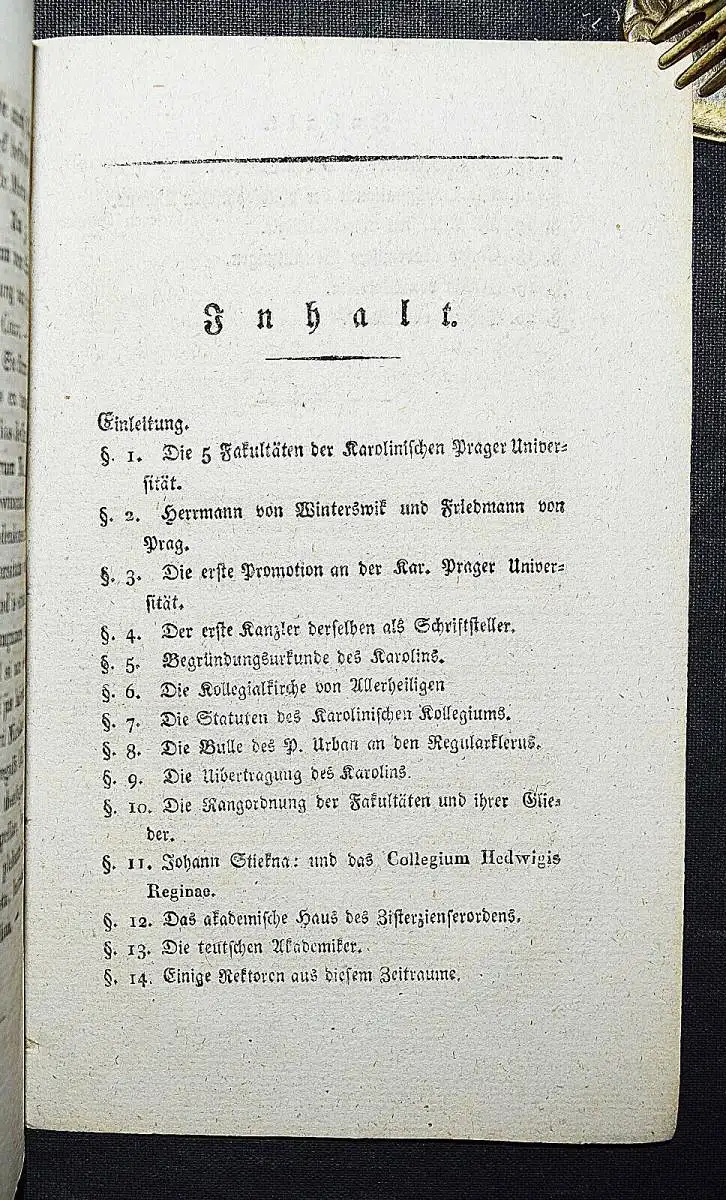 Inhalt.
Einleitung.
§. 1. Die 5 Fakultäten der Karolinischen Prager Univer-
sität.
§. 2. Herrmann von Winterswik und Friedmann von
Prag.
§. 3. Die erste Promotion an der Kar. Prager Univer-
sität.
§. 4. Der erste Kanzler derselben als Schriftsteller.
§. 5. Begründungsurkunde des Karolins.
§. 6. Die Kollegialkirche von Allerheiligen
§. 7. Die Statuten des Karolinischen Kollegiums.
§. 8. Die Bulle des P. Urban an den Regularklerus.
§. 9. Die Uibertragung des Karolins.
§. 10. Die Rangordnung der Fakultäten und ihrer Glie-
der.
§. 11. Johann Stiekna: und das Collegium Hedwigis
Reginae.
§. 12. Das akademische Haus des Zisterzienserordens.
§. 13. Die teutschen Akademiker.
§. 14. Einige Rektoren aus diesem Zeitraume.